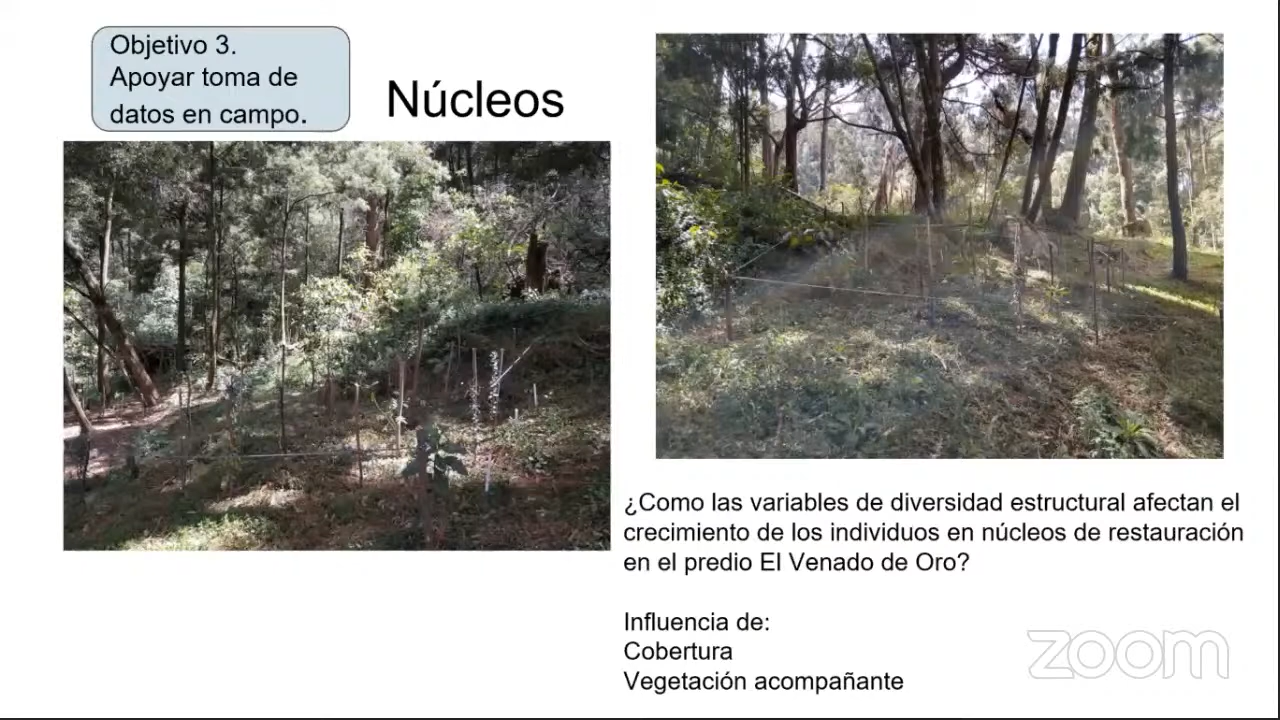 Objetivo 3.
Apoyar toma de
datos en campo.
Núcleos
¿Como las variables de diversidad estructural afectan el
crecimiento de los individuos en núcleos de restauración
en el predio El Venado de Oro?
Influencia de:
Cobertura
Vegetación acompañante
zoom